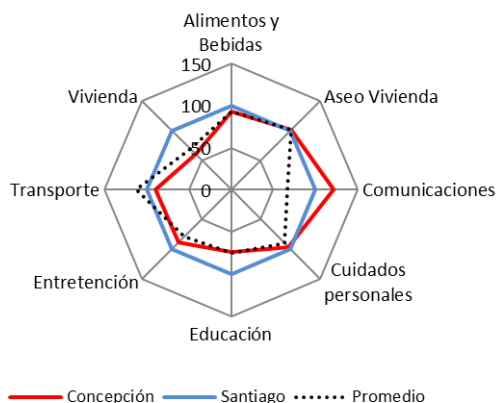 Alimentos y
Bebidas
150
100
50
0
Aseo Vivienda
Comunicaciones
Cuidados
personales
Educación
Entretención
Transporte
Vivienda
Concepción
Santiago
Promedio